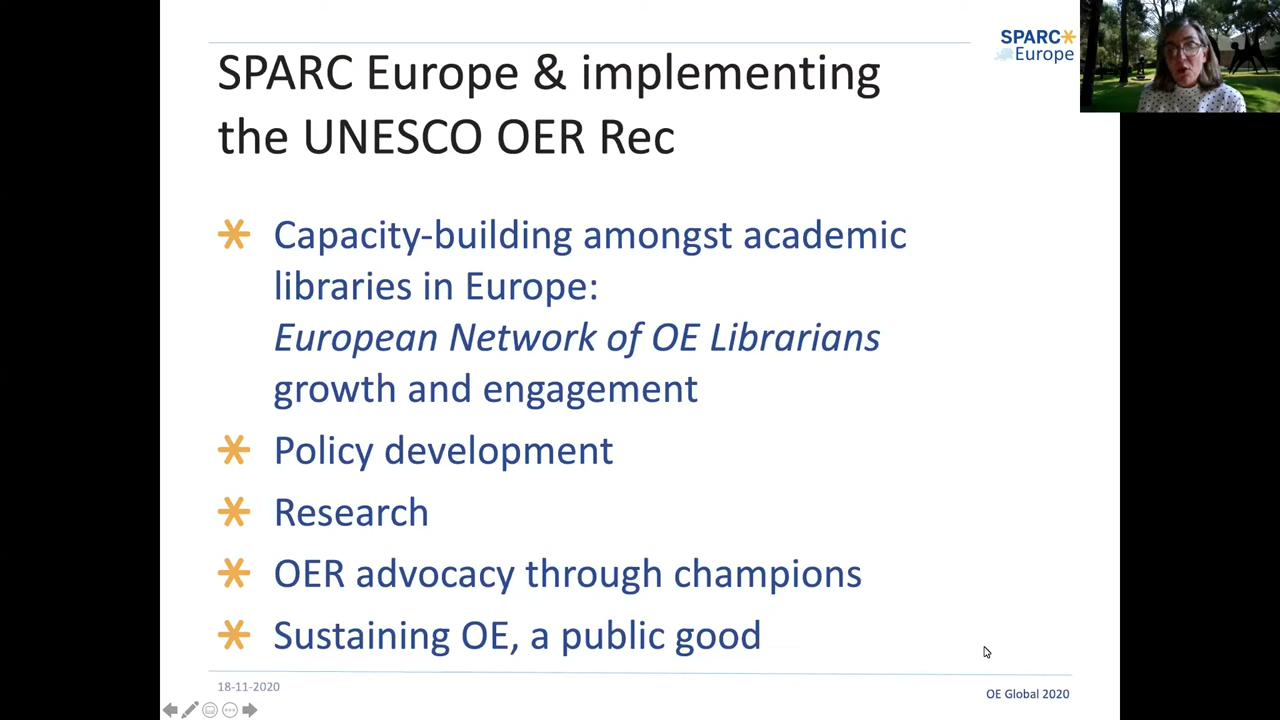 SPARC
Europe
SPARC Europe & implementing
the UNESCO OER Rec
Capacity-building amongst academic
libraries in Europe:
European Network of OE Librarians
growth and engagement
Policy development
Research
OER advocacy through champions
Sustaining OE, a public good
18-11-2020
OE Global 2020